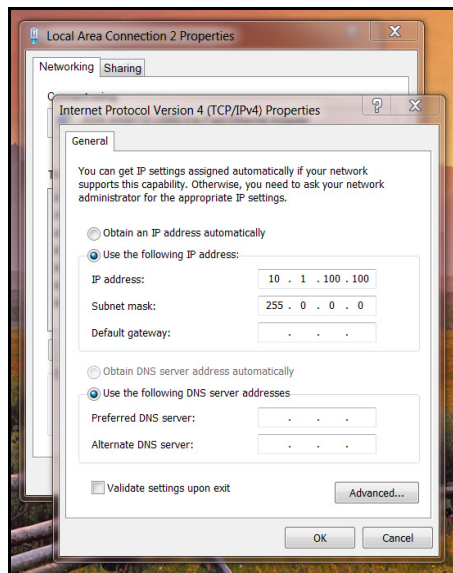 Local Area Connection 2 Properties
Networking Sharing
Internet Protocol Version 4 (TCP/IPv4) Properties
General
You can get IP settings assigned automatically if your network
supports this capability. Otherwise, you need to ask your network
administrator for the appropriate IP settings.
Obtain an IP address automatically
Use the following IP address:
IP address: 10 . 1 . 100 . 100
Subnet mask: 255 . 0 . 0 . 0
Default gateway: . . .
Obtain DNS server address automatically
Use the following DNS server addresses
Preferred DNS server: . . .
Alternate DNS server: . . .
Validate settings upon exit
Advanced...
OK Cancel